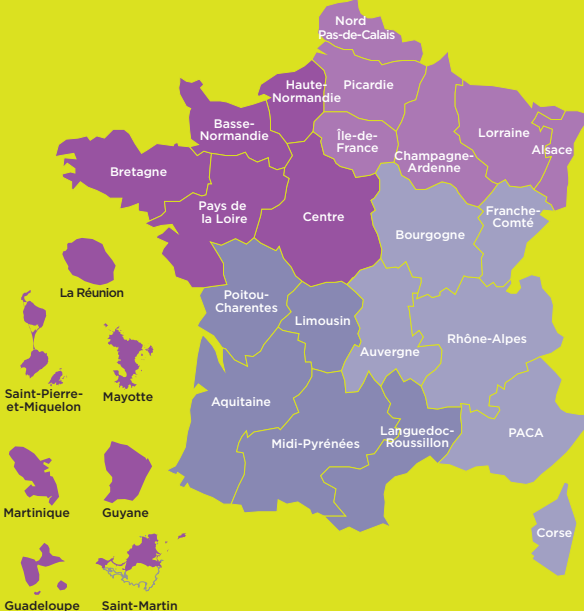 Nord
Pas-de-Calais
Haute-
Normandie
Picardie
Basse-
Normandie
Île-de-
France
Lorraine
Alsace
Champagne-
Ardenne
Bretagne
Pays de
la Loire
Centre
Franche-
Comté
Bourgogne
La Réunion
Poitou-
Charentes
Limousin
Rhône-Alpes
Auvergne
Saint-Pierre-
et-Miquelon
Mayotte
Aquitaine
Midi-Pyrénées
Languedoc-
Roussillon
PACA
Martinique
Guyane
Corse
Guadeloupe
Saint-Martin